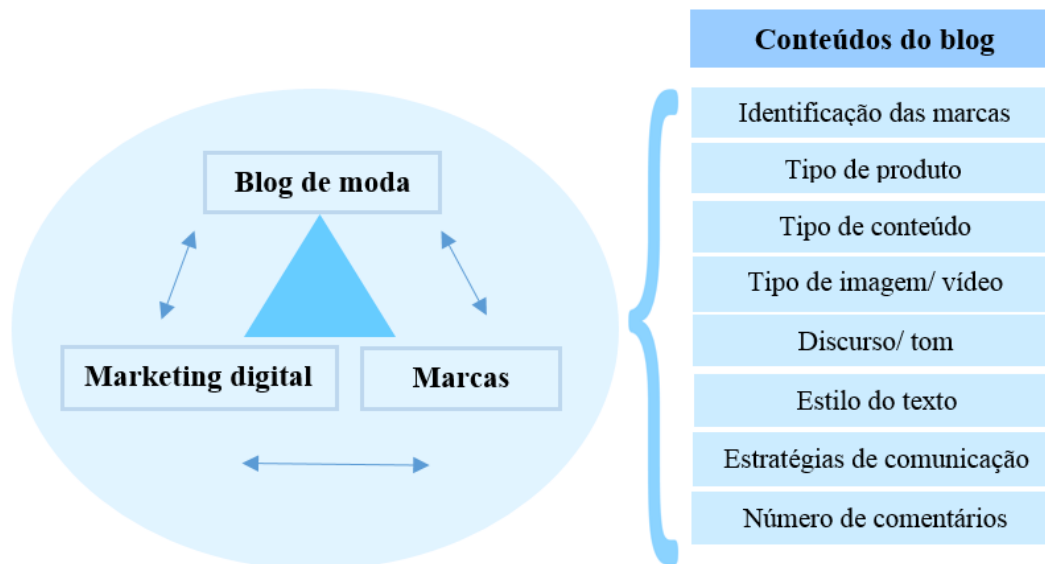 Blog de moda
Marketing digital
Marcas
Conteúdos do blog
Identificação das marcas
Tipo de produto
Tipo de conteúdo
Tipo de imagem/ vídeo
Discurso/ tom
Estilo do texto
Estratégias de comunicação
Número de comentários